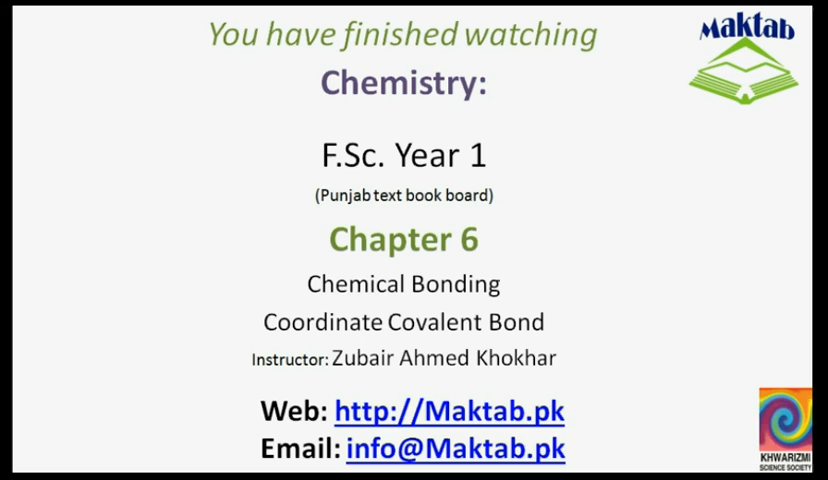 You have finished watching
Maktab
Chemistry:
F.Sc. Year 1
(Punjab text book board)
Chapter 6
Chemical Bonding
Coordinate Covalent Bond
Instructor: Zubair Ahmed Khokhar
Web: http://Maktab.pk
Email: info@Maktab.pk
KHWARIZMI
SCIENCE SOCIETY